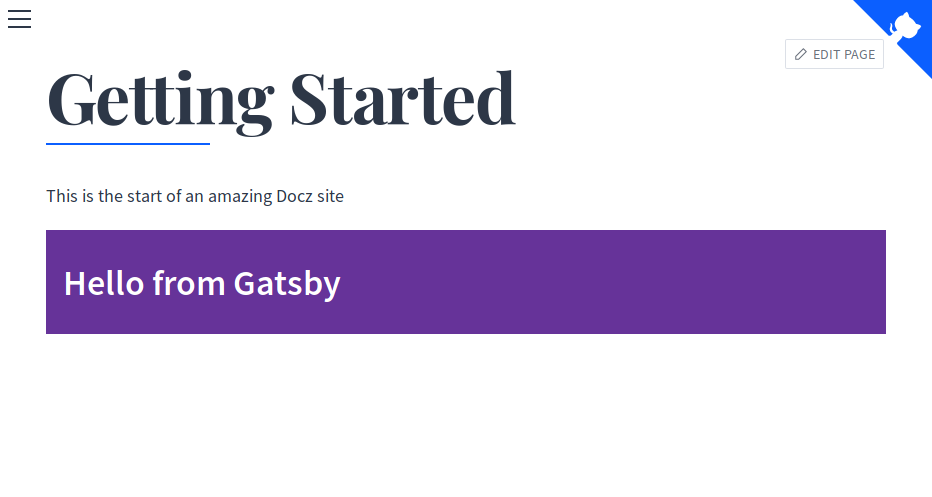 EDIT PAGE
Getting Started
This is the start of an amazing Docz site
Hello from Gatsby